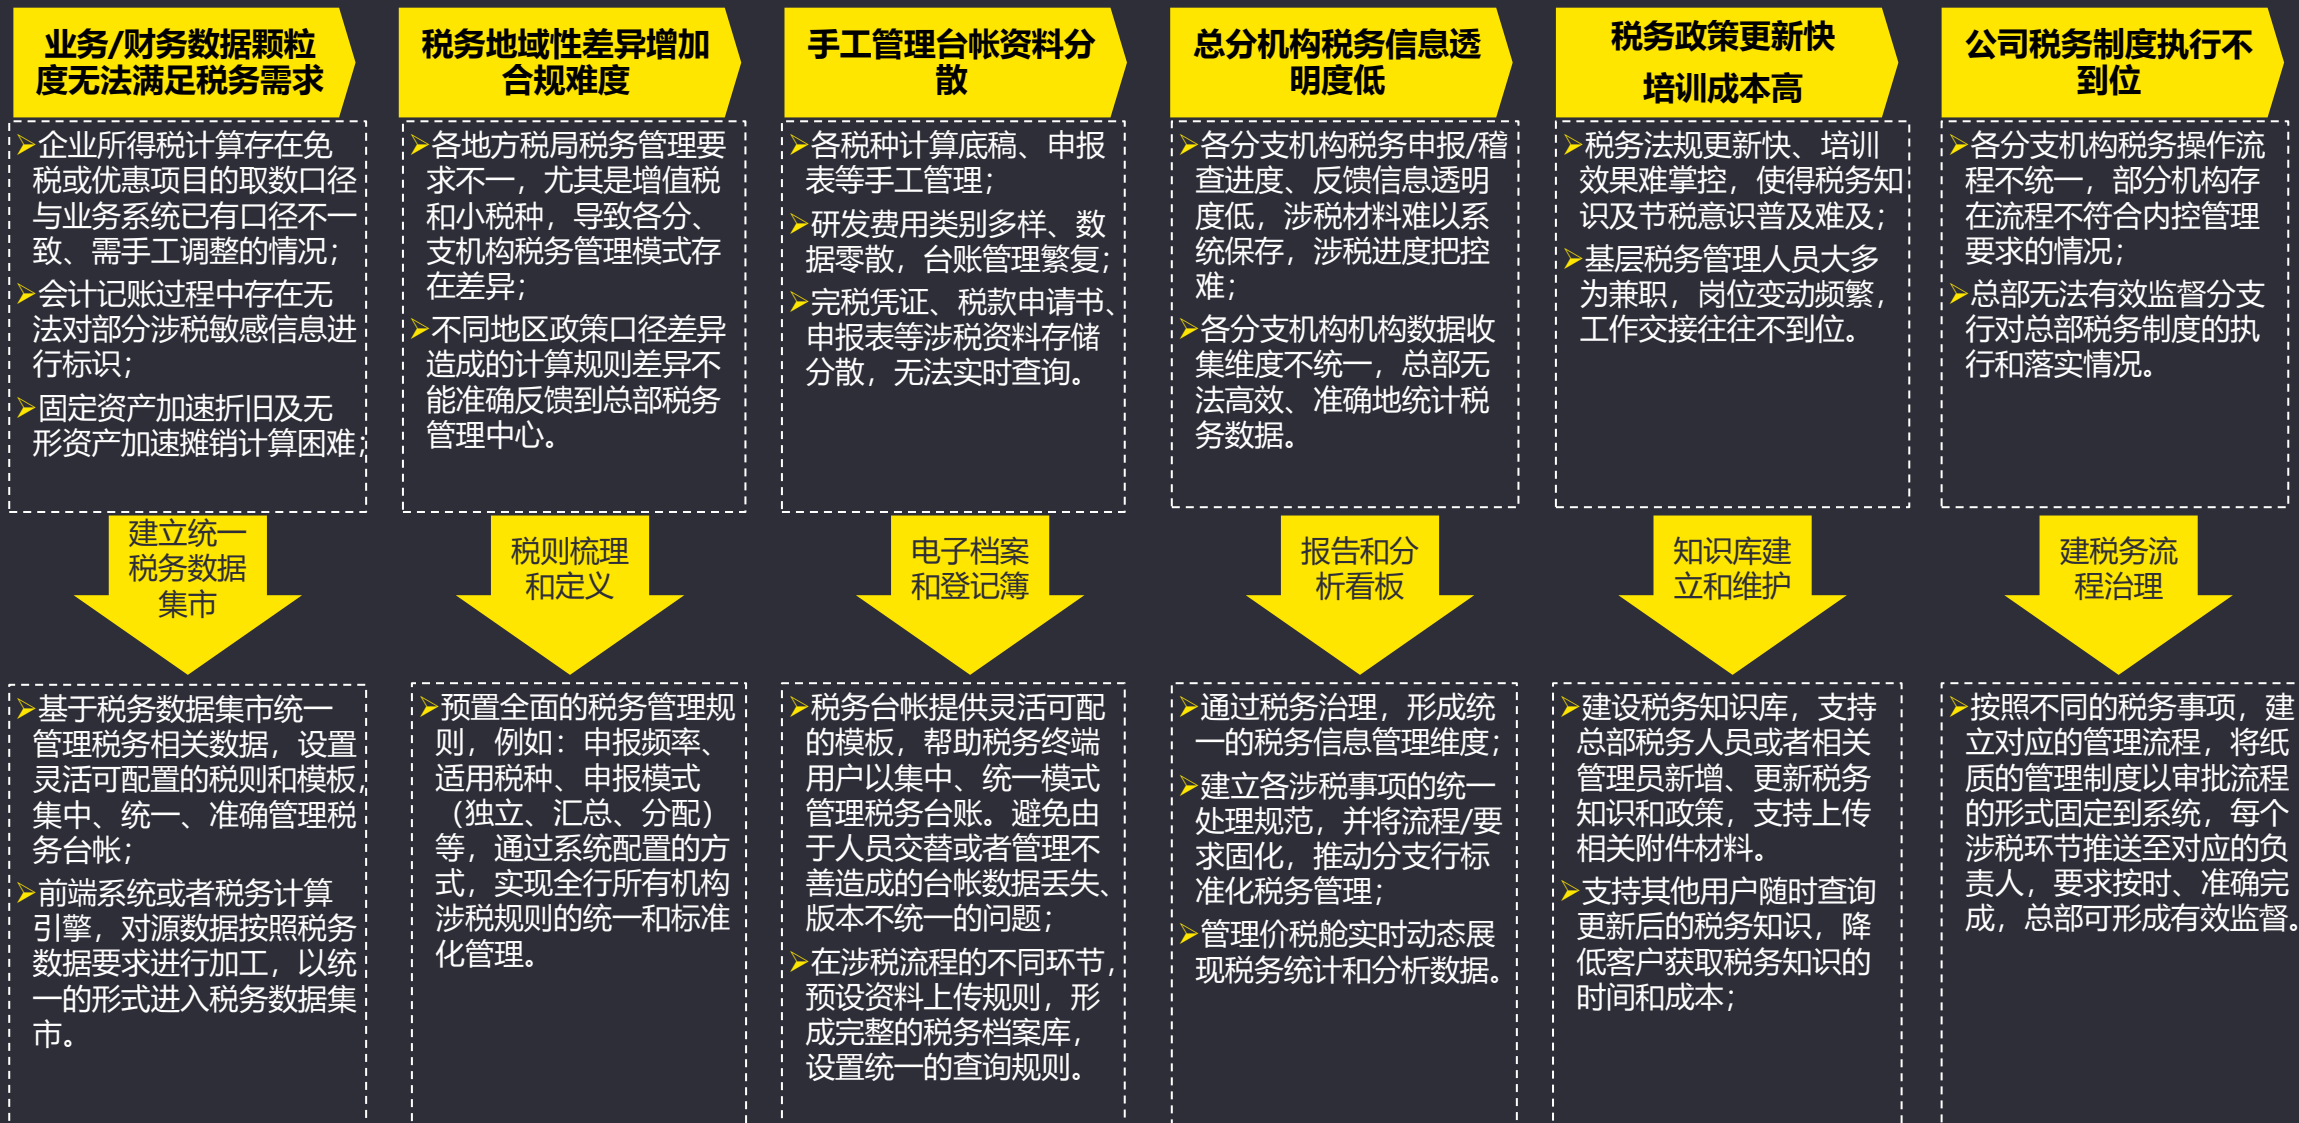 业务/财务数据颗粒
度无法满足税务需求
➢企业所得税计算存在免
税或优惠项目的取数口径
与业务系统已有口径不一
致、需手工调整的情况；
➢会计记账过程中存在无
法对部分涉税敏感信息进
行标识；
➢固定资产加速折旧及无
形资产加速摊销计算困难；
建立统一
税务数据
集市
➢基于税务数据集市统一
管理税务相关数据，设置
灵活可配置的税则和模板，
集中、统一、准确管理税
务台帐；
➢前端系统或者税务计算
引擎，对源数据按照税务
数据要求进行加工，以统
一的形式进入税务数据集
市。
税务地域性差异增加
合规难度
➢各地方税局税务管理要
求不一，尤其是增值税
和小税种，导致各分、
支机构税务管理模式存
在差异；
➢不同地区政策口径差异
造成的计算规则差异不
能准确反馈到总部税务
管理中心。
税则梳理
和定义
➢预置全面的税务管理规
则，例如：申报频率、
适用税种、申报模式
（独立、汇总、分配）
等，通过系统配置的方
式，实现全行所有机构
涉税规则的统一和标准
化管理。
手工管理台帐资料分
散
➢各税种计算底稿、申报
表等手工管理；
➢研发费用类别多样、数
据零散，台账管理繁复；
➢完税凭证、税款申请书、
申报表等涉税资料存储
分散，无法实时查询。
电子档案
和登记簿
➢税务台帐提供灵活可配
的模板，帮助税务终端
用户以集中、统一模式
管理税务台账。避免由
于人员交替或者管理不
善造成的台帐数据丢失、
版本不统一的问题；
➢在涉税流程的不同环节，
预设资料上传规则，形
成完整的税务档案库，
设置统一的查询规则。
总分机构税务信息透
明度低
➢各分支机构税务申报/稽
查进度、反馈信息透明
度低，涉税材料难以系
统保存，涉税进度把控
难；
➢各分支机构机构数据收
集维度不统一，总部无
法高效、准确地统计税
务数据。
报告和分
析看板
➢通过税务治理，形成统
一的税务信息管理维度；
➢建立各涉税事项的统一
处理规范，并将流程/要
求固化，推动分支行标
准化税务管理；
➢管理价税舱实时动态展
现税务统计和分析数据。
税务政策更新快
培训成本高
➢税务法规更新快、培训
效果难掌控，使得税务知
识及节税意识普及难及；
➢基层税务管理人员大多
为兼职，岗位变动频繁，
工作交接往往不到位。
知识库建
立和维护
➢建设税务知识库，支持
总部税务人员或者相关
管理员新增、更新税务
知识和政策，支持上传
相关附件材料。
➢支持其他用户随时查询
更新后的税务知识，降
低客户获取税务知识的
时间和成本；
公司税务制度执行不
到位
➢各分支机构税务操作流
程不统一，部分机构存
在流程不符合内控管理
要求的情况；
➢总部无法有效监督分支
行对总部税务制度的执
行和落实情况。
建税务流
程治理
➢按照不同的税务事项，建
立对应的管理流程，将纸
质的管理制度以审批流程
的形式固定到系统，每个
涉税环节推送至对应的负
责人，要求按时、准确完
成，总部可形成有效监督。